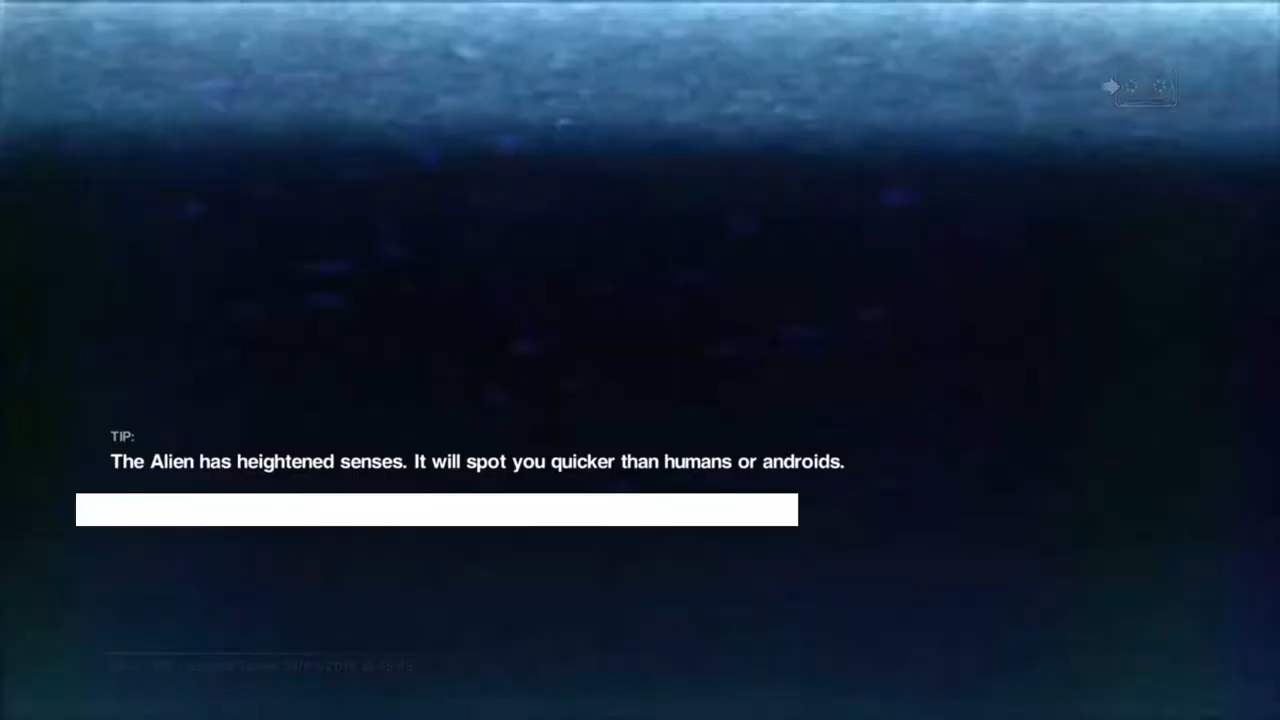 TIP:
The Alien has heightened senses. It will spot you quicker than humans or androids.